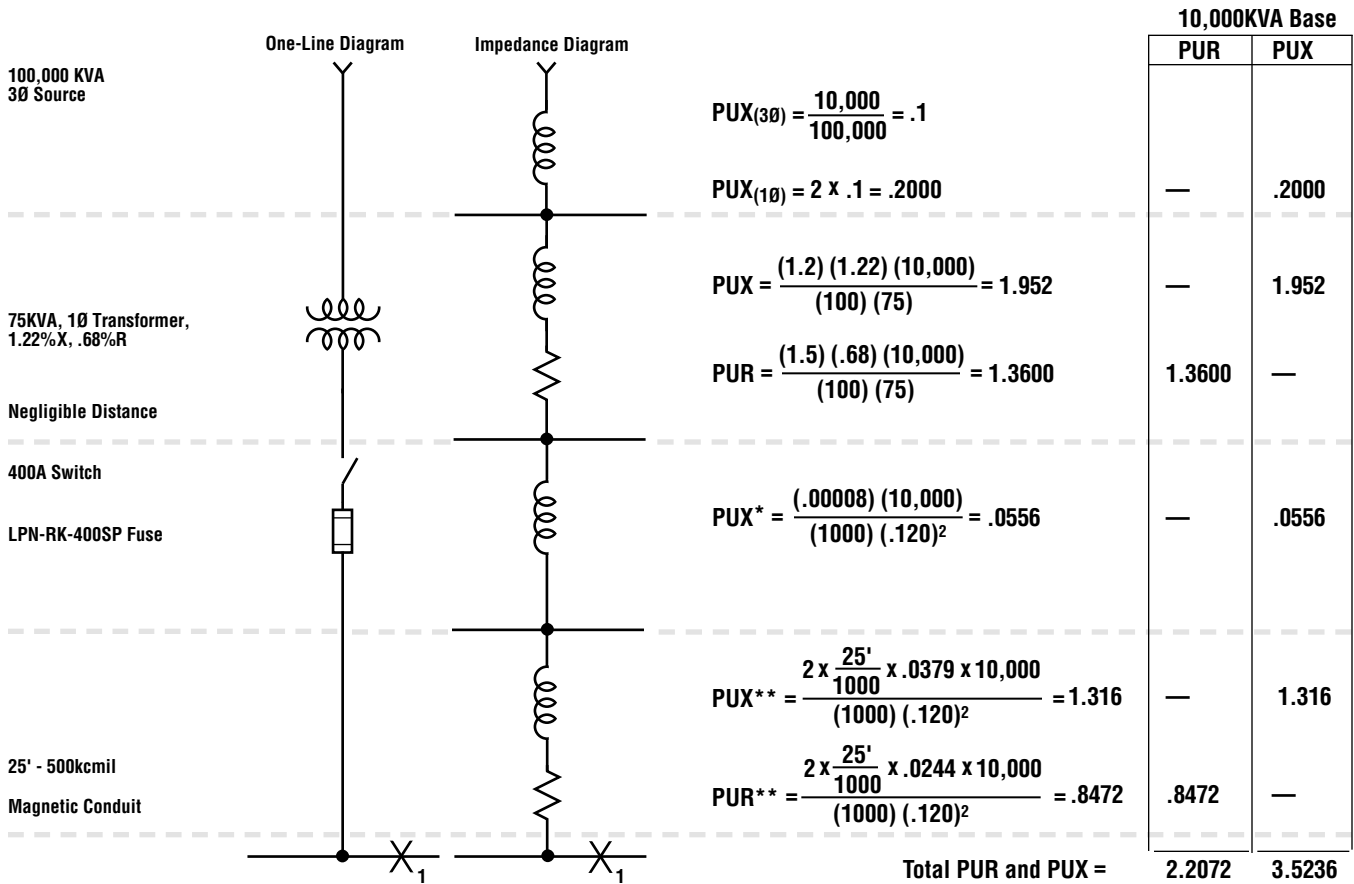 10,000KVA Base
One-Line Diagram
Impedance Diagram
PUR
PUX
100,000 KVA
3Ø Source
PUX(3Ø) = 10,000 / 100,000 = .1
PUX(1Ø) = 2 x .1 = .2000
—
.2000
75KVA, 1Ø Transformer,
1.22%X, .68%R
PUX = (1.2) (1.22) (10,000) / (100) (75) = 1.952
—
1.952
PUR = (1.5) (.68) (10,000) / (100) (75) = 1.3600
1.3600
—
Negligible Distance
400A Switch
LPN-RK-400SP Fuse
PUX* = (.00008) (10,000) / (1000) (.120)² = .0556
—
.0556
PUX** = 2 x 25' / 1000 x .0379 x 10,000 / (1000) (.120)² = 1.316
—
1.316
25' - 500kcmil
Magnetic Conduit
PUR** = 2 x 25' / 1000 x .0244 x 10,000 / (1000) (.120)² = .8472
.8472
—
X1
X1
Total PUR and PUX =
2.2072
3.5236